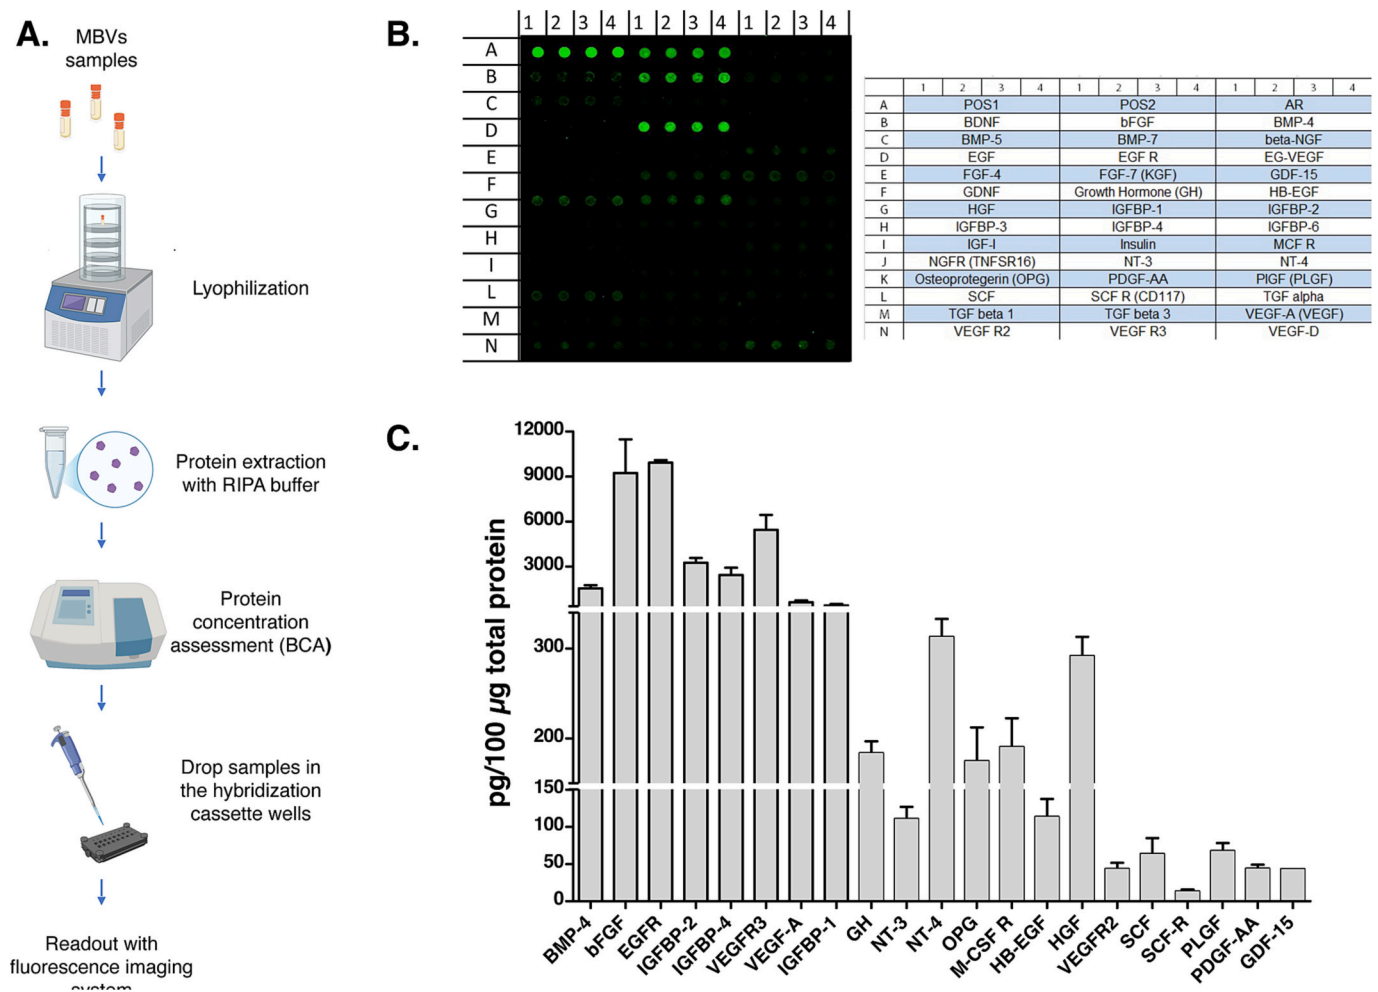 A.
MBVs
samples
Lyophilization
Protein extraction
with RIPA buffer
Protein
concentration
assessment (BCA)
Drop samples in
the hybridization
cassette wells
Readout with
fluorescence imaging
system
B.
1 2 3 4 1 2 3 4 1 2 3 4
A
B
C
D
E
F
G
H
I
L
M
N
1 2 3 4 1 2 3 4 1 2 3 4
A POS1 POS2 AR
B BDNF bFGF BMP-4
C BMP-5 BMP-7 beta-NGF
D EGF EGF R EG-VEGF
E FGF-4 FGF-7 (KGF) GDF-15
F GDNF Growth Hormone (GH) HB-EGF
G HGF IGFBP-1 IGFBP-2
H IGFBP-3 IGFBP-4 IGFBP-6
I IGF-I Insulin MCF R
J NGFR (TNFSR16) NT-3 NT-4
K Osteoprotegerin (OPG) PDGF-AA PlGF (PLGF)
L SCF SCF R (CD117) TGF alpha
M TGF beta 1 TGF beta 3 VEGF-A (VEGF)
N VEGF R2 VEGF R3 VEGF-D
C.
pg/100 µg total protein
12000
9000
6000
3000
300
200
150
150
100
50
0
BMP-4
bFGF
EGFR
IGFBP-2
IGFBP-4
VEGFR3
VEGF-A
IGFBP-1
GH
NT-3
NT-4
OPG
M-CSF R
HB-EGF
HGF
VEGFR2
SCF
SCF-R
PLGF
PDGF-AA
GDF-15